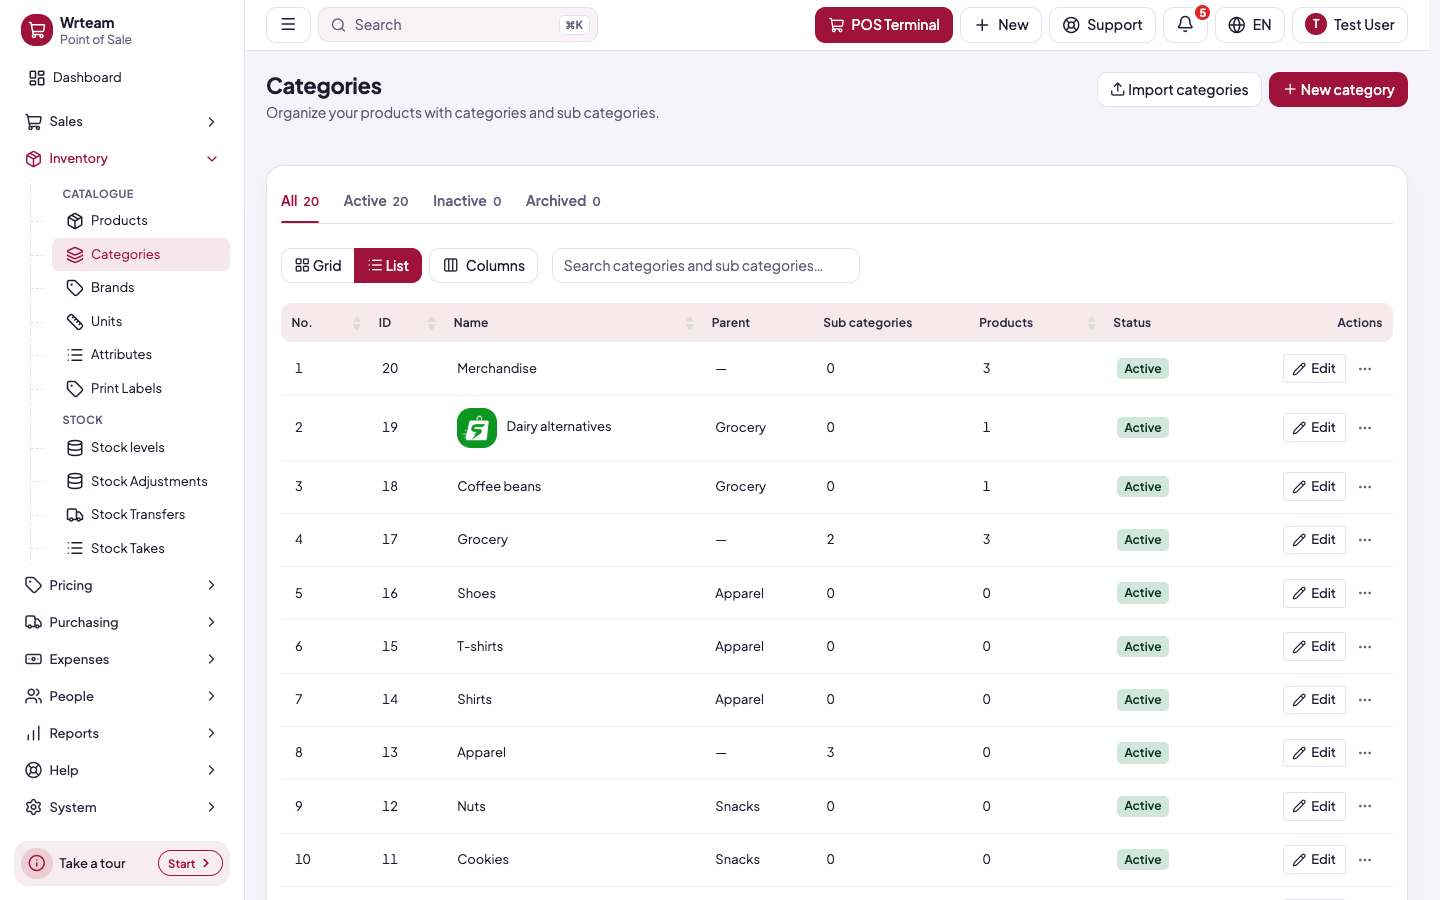 Wrteam
Point of Sale
Dashboard
Sales
Inventory
CATALOGUE
Products
Categories
Brands
Units
Attributes
Print Labels
STOCK
Stock levels
Stock Adjustments
Stock Transfers
Stock Takes
Pricing
Purchasing
Expenses
People
Reports
Help
System
Take a tour Start
Search ⌘K POS Terminal New Support 5 EN T Test User
Categories
Organize your products with categories and sub categories.
Import categories New category
All 20 Active 20 Inactive 0 Archived 0
Grid List Columns Search categories and sub categories...
No. ID Name Parent Sub categories Products Status Actions
1 20 Merchandise — 0 3 Active Edit
2 19 Dairy alternatives Grocery 0 1 Active Edit
3 18 Coffee beans Grocery 0 1 Active Edit
4 17 Grocery — 2 3 Active Edit
5 16 Shoes Apparel 0 0 Active Edit
6 15 T-shirts Apparel 0 0 Active Edit
7 14 Shirts Apparel 0 0 Active Edit
8 13 Apparel — 3 0 Active Edit
9 12 Nuts Snacks 0 0 Active Edit
10 11 Cookies Snacks 0 0 Active Edit